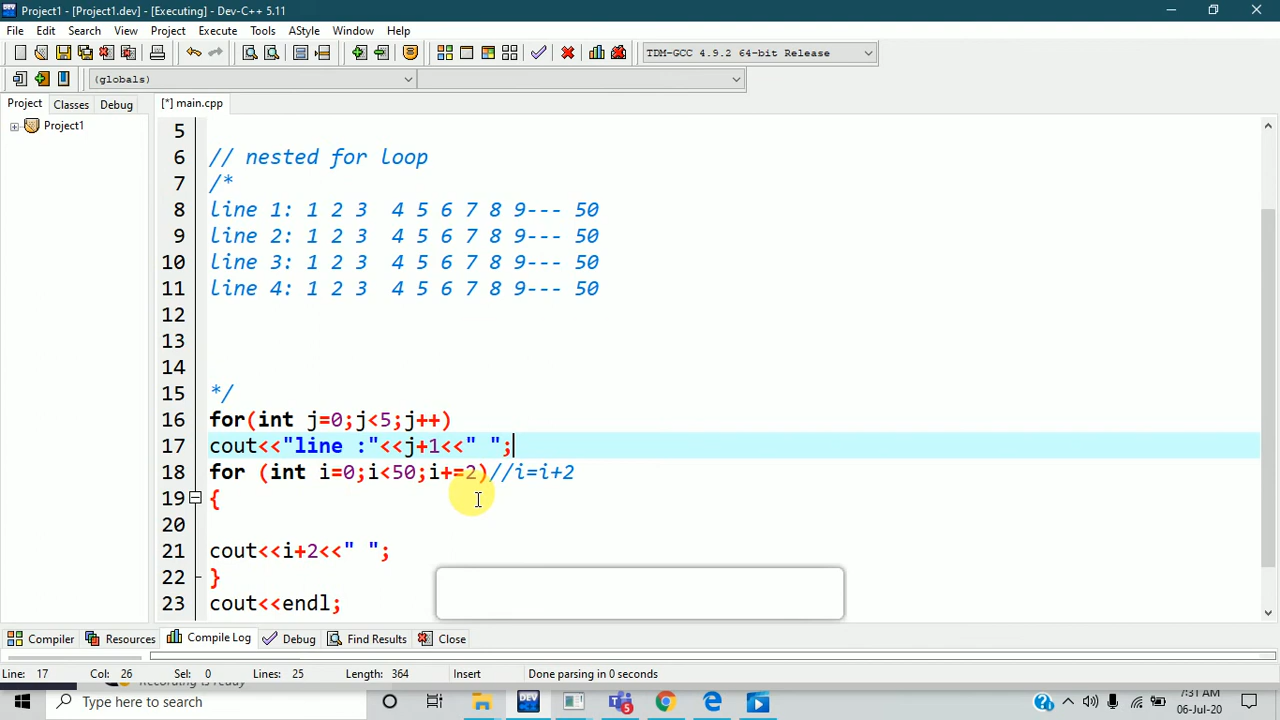 Project1 - [Project1.dev] - [Executing] - Dev-C++ 5.11
File Edit Search View Project Execute Tools AStyle Window Help
TDM-GCC 4.9.2 64-bit Release
(globals)
Project Classes Debug [*] main.cpp
Project1
5
6 // nested for loop
7 /*
8 line 1: 1 2 3  4 5 6 7 8 9--- 50
9 line 2: 1 2 3  4 5 6 7 8 9--- 50
10 line 3: 1 2 3  4 5 6 7 8 9--- 50
11 line 4: 1 2 3  4 5 6 7 8 9--- 50
12
13
14
15 */
16 for(int j=0;j<5;j++)
17 cout<<"line :"<<j+1<<" ";
18 for (int i=0;i<50;i+=2)//i=i+2
19 {
20
21 cout<<i+2<<" ";
22 }
23 cout<<endl;
Compiler Resources Compile Log Debug Find Results Close
Line: 17 Col: 26 Sel: 0 Lines: 25 Length: 364 Insert Done parsing in 0 seconds
Recording is ready
Type here to search
DEV
5
7:31 AM
06-Jul-20